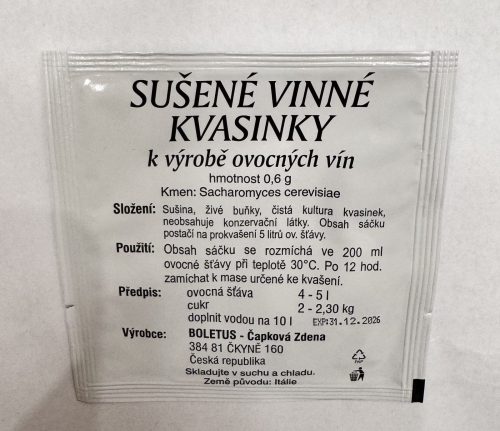 SUŠENÉ VINNÉ
KVASINKY
k výrobě ovocných vín
hmotnost 0,6 g
Kmen: Sacharomyces cerevisiae
Složení: Sušina, živé buňky, čistá kultura kvasinek,
neobsahuje konzervační látky. Obsah sáčku
postačí na prokvašení 5 litrů ov. šťávy.
Použití: Obsah sáčku se rozmíchá ve 200 ml
ovocné šťávy při teplotě 30°C. Po 12 hod.
zamíchat k mase určené ke kvašení.
Předpis: ovocná šťáva 4 - 5 l
cukr 2 - 2,30 kg
doplnit vodou na 10 l EXP:31.12.2026
Výrobce: BOLETUS - Čapková Zdena
384 81 ČKYNĚ 160
Česká republika
Skladujte v suchu a chladu.
Země původu: Itálie